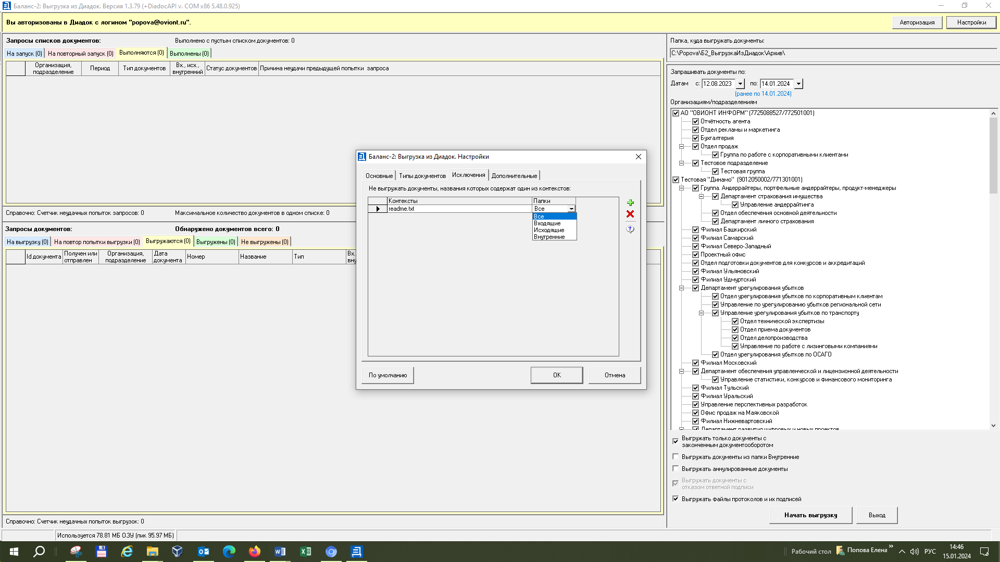 Баланс-2: Выгрузка из Диадок. Версия 1.3.79 (+DiadocAPI v. COM x86 5.48.0.925)
Вы авторизованы в Диадок с логином "popova@oviont.ru".
Авторизация
Настройки
Запросы списков документов:
Выполнено с пустым списком документов: 0
На запуск (0)
На повторный запуск (0)
Выполняются (0)
Выполнены (0)
Организация, подразделение
Период
Тип документов
Вх., исх., внутренний
Статус документов
Причина неудачи предыдущей попытки запроса
Справочно: Счетчик неудачных попыток запросов: 0
Максимальное количество документов в одном списке: 0
Запросы документов:
Обнаружено документов всего: 0
На выгрузку (0)
На повтор попытки выгрузки (0)
Выгружаются (0)
Выгружены (0)
Не выгружены (0)
Id документа
Получен или отправлен
Организация, подразделение
Дата документа
Номер
Название
Тип
Вх.
вну
Справочно: Счетчик неудачных попыток выгрузок: 0
Используется 78.81 МБ ОЗУ (пик 95.97 МБ)
Баланс-2: Выгрузка из Диадок. Настройки
Основные
Типы документов
Исключения
Дополнительные
Не выгружать документы, названия которых содержат один из контекстов:
Контексты
Папки
readme.txt
Все
Все
Входящие
Исходящие
Внутренние
По умолчанию
OK
Отмена
Папка, куда выгружать документы:
C:\Popova\Б2_ВыгрузкаИзДиадок\Архив\
Запрашивать документы по:
Датам с: 12.08.2023 по: 14.01.2024
(ранее по 14.01.2024)
Организациям/подразделениям
АО "ОВИОНТ ИНФОРМ" (7725088527/772501001)
Отчётность агента
Отдел рекламы и маркетинга
Бухгалтерия
Отдел продаж
Группа по работе с корпоративными клиентами
Тестовое подразделение
Тестовая группа
Тестовая "Динамо" (9012050002/771301001)
Группа. Андеррайтеры, портфельные андеррайтеры, продукт-менеджеры
Департамент страхования имущества
Управление андеррайтинга
Отдел обеспечения основной деятельности
Департамент личного страхования
Филиал Башкирский
Филиал Самарский
Филиал Северо-Западный
Проектный офис
Отдел подготовки документов для конкурсов и аккредитаций
Филиал Ульяновский
Филиал Удмуртский
Департамент урегулирования убытков
Отдел урегулирования убытков по корпоративным клиентам
Управление по урегулированию убытков региональной сети
Управление урегулирования убытков по транспорту
Отдел технической экспертизы
Отдел приема документов
Отдел делопроизводства
Управление по работе с лизинговыми компаниями
Отдел урегулирования убытков по ОСАГО
Филиал Московский
Департамент обеспечения управленческой и лицензионной деятельности
Управление статистики, конкурсов и финансового мониторинга
Филиал Тульский
Филиал Уральский
Управление перспективных разработок
Офис продаж на Маяковской
Филиал Нижневартовский
Департамент развития цифровых и новых проектов
Выгружать только документы с
законченным документооборотом
Выгружать документы из папки Внутренние
Выгружать аннулированные документы
Выгружать документы с
отказом ответной подписи
Выгружать файлы протоколов и их подписей
Начать выгрузку
Выход
Рабочий стол
Попова Елена
РУС
14:46
15.01.2024